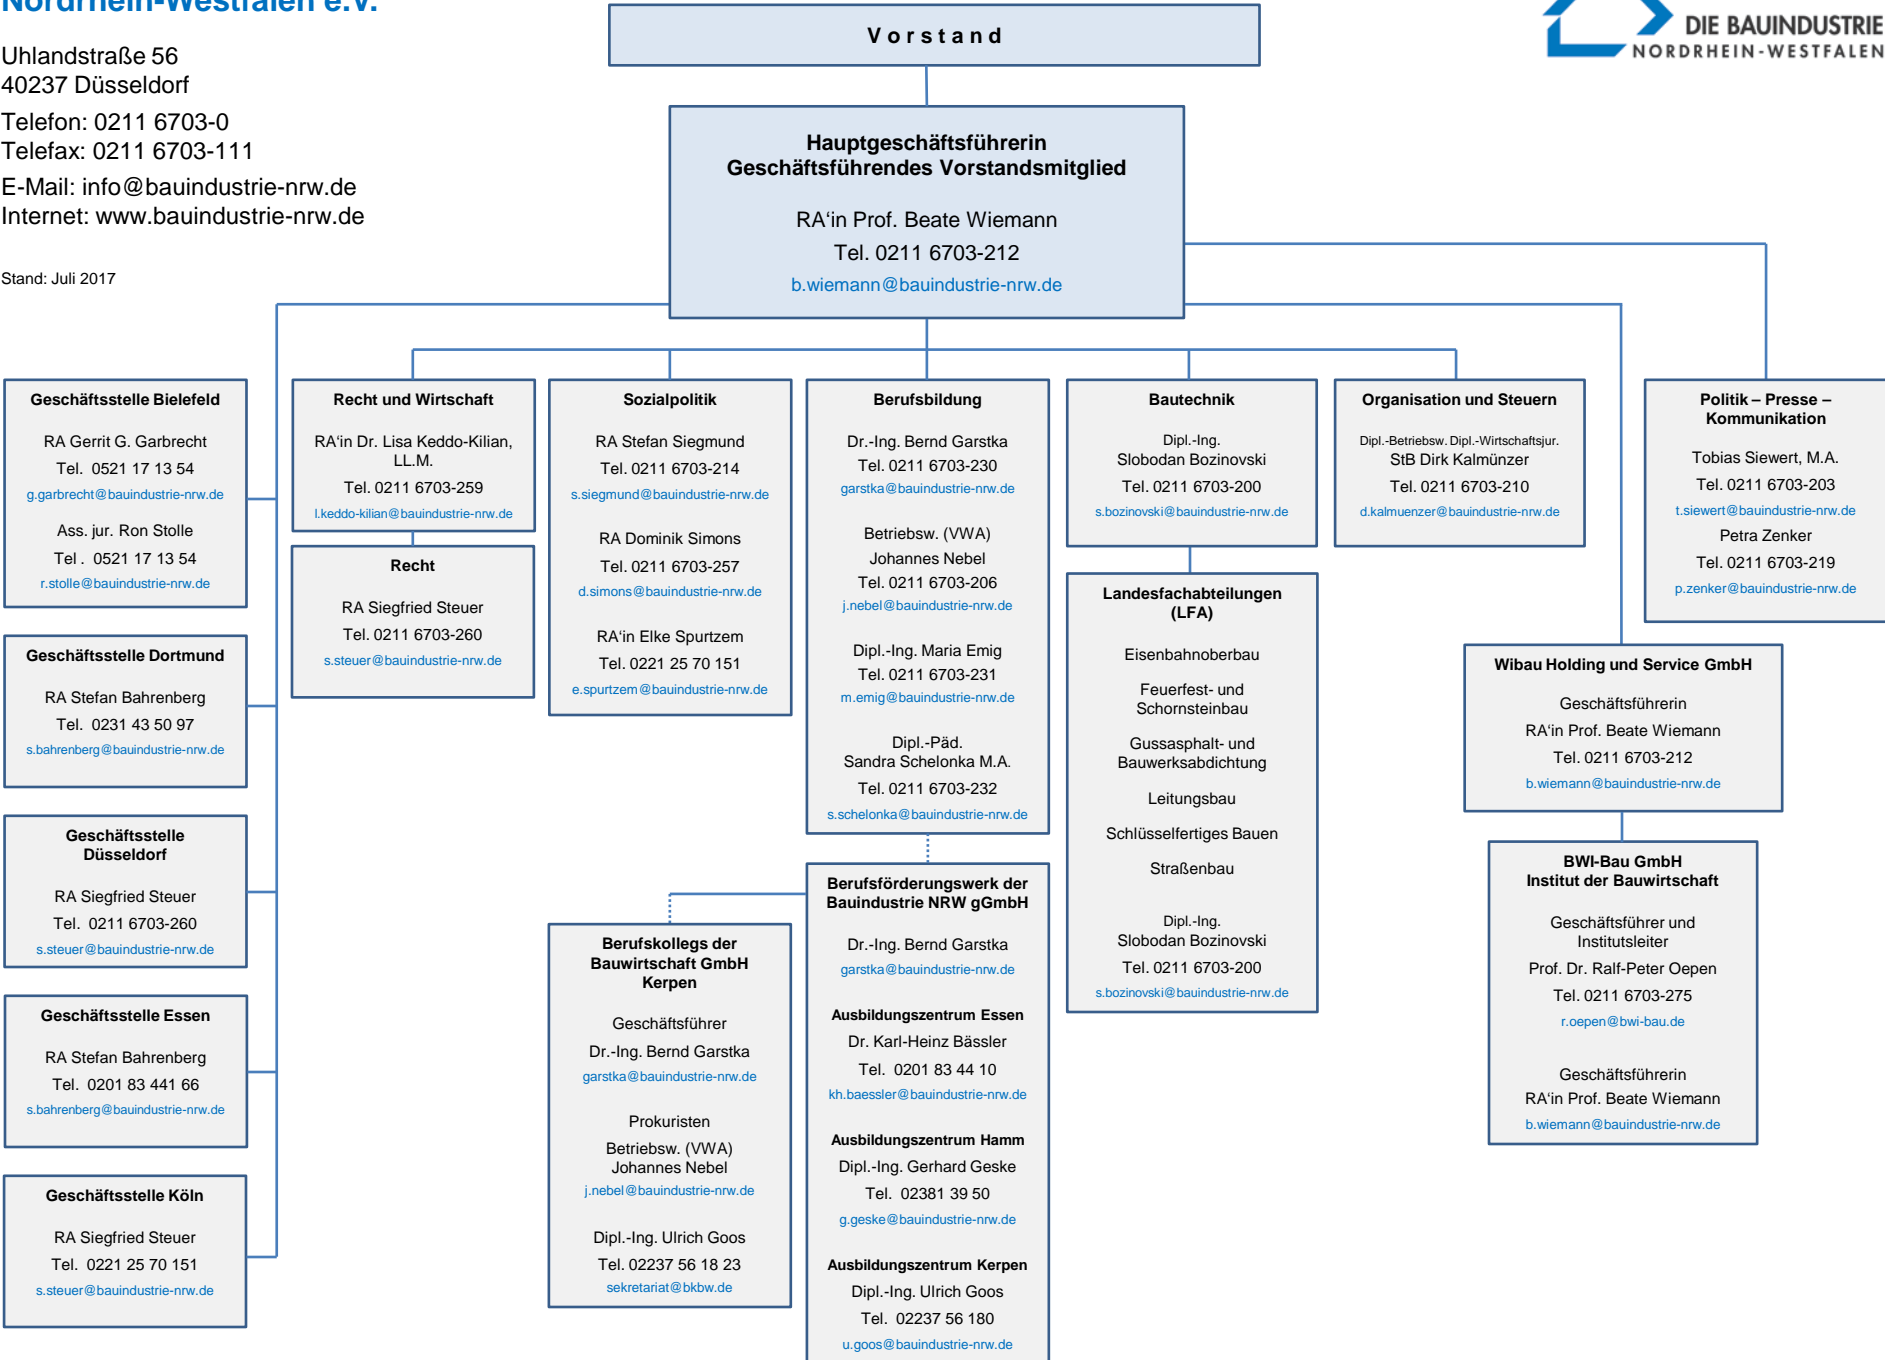 Nordrhein-Westfalen e.V.
Uhlandstraße 56
40237 Düsseldorf
Telefon: 0211 6703-0
Telefax: 0211 6703-111
E-Mail: info@bauindustrie-nrw.de
Internet: www.bauindustrie-nrw.de
Stand: Juli 2017
Vorstand
DIE BAUINDUSTRIE
NORDRHEIN-WESTFALEN
Hauptgeschäftsführerin
Geschäftsführendes Vorstandsmitglied
RA‘in Prof. Beate Wiemann
Tel. 0211 6703-212
b.wiemann@bauindustrie-nrw.de
Geschäftsstelle Bielefeld
RA Gerrit G. Garbrecht
Tel. 0521 17 13 54
g.garbrecht@bauindustrie-nrw.de
Ass. jur. Ron Stolle
Tel . 0521 17 13 54
r.stolle@bauindustrie-nrw.de
Geschäftsstelle Dortmund
RA Stefan Bahrenberg
Tel. 0231 43 50 97
s.bahrenberg@bauindustrie-nrw.de
Geschäftsstelle
Düsseldorf
RA Siegfried Steuer
Tel. 0211 6703-260
s.steuer@bauindustrie-nrw.de
Geschäftsstelle Essen
RA Stefan Bahrenberg
Tel. 0201 83 441 66
s.bahrenberg@bauindustrie-nrw.de
Geschäftsstelle Köln
RA Siegfried Steuer
Tel. 0221 25 70 151
s.steuer@bauindustrie-nrw.de
Recht und Wirtschaft
RA‘in Dr. Lisa Keddo-Kilian,
LL.M.
Tel. 0211 6703-259
l.keddo-kilian@bauindustrie-nrw.de
Recht
RA Siegfried Steuer
Tel. 0211 6703-260
s.steuer@bauindustrie-nrw.de
Sozialpolitik
RA Stefan Siegmund
Tel. 0211 6703-214
s.siegmund@bauindustrie-nrw.de
RA Dominik Simons
Tel. 0211 6703-257
d.simons@bauindustrie-nrw.de
RA‘in Elke Spurtzem
Tel. 0221 25 70 151
e.spurtzem@bauindustrie-nrw.de
Berufsbildung
Dr.-Ing. Bernd Garstka
Tel. 0211 6703-230
garstka@bauindustrie-nrw.de
Betriebsw. (VWA)
Johannes Nebel
Tel. 0211 6703-206
j.nebel@bauindustrie-nrw.de
Dipl.-Ing. Maria Emig
Tel. 0211 6703-231
m.emig@bauindustrie-nrw.de
Dipl.-Päd.
Sandra Schelonka M.A.
Tel. 0211 6703-232
s.schelonka@bauindustrie-nrw.de
Berufskollegs der
Bauwirtschaft GmbH
Kerpen
Geschäftsführer
Dr.-Ing. Bernd Garstka
garstka@bauindustrie-nrw.de
Prokuristen
Betriebsw. (VWA)
Johannes Nebel
j.nebel@bauindustrie-nrw.de
Dipl.-Ing. Ulrich Goos
Tel. 02237 56 18 23
sekretariat@bkbw.de
Berufsförderungswerk der
Bauindustrie NRW gGmbH
Dr.-Ing. Bernd Garstka
garstka@bauindustrie-nrw.de
Ausbildungszentrum Essen
Dr. Karl-Heinz Bässler
Tel. 0201 83 44 10
kh.baessler@bauindustrie-nrw.de
Ausbildungszentrum Hamm
Dipl.-Ing. Gerhard Geske
Tel. 02381 39 50
g.geske@bauindustrie-nrw.de
Ausbildungszentrum Kerpen
Dipl.-Ing. Ulrich Goos
Tel. 02237 56 180
u.goos@bauindustrie-nrw.de
Bautechnik
Dipl.-Ing.
Slobodan Bozinovski
Tel. 0211 6703-200
s.bozinovski@bauindustrie-nrw.de
Landesfachabteilungen
(LFA)
Eisenbahnoberbau
Feuerfest- und
Schornsteinbau
Gussasphalt- und
Bauwerksabdichtung
Leitungsbau
Schlüsselfertiges Bauen
Straßenbau
Dipl.-Ing.
Slobodan Bozinovski
Tel. 0211 6703-200
s.bozinovski@bauindustrie-nrw.de
Organisation und Steuern
Dipl.-Betriebsw. Dipl.-Wirtschaftsjur.
StB Dirk Kalmünzer
Tel. 0211 6703-210
d.kalmuenzer@bauindustrie-nrw.de
Politik – Presse –
Kommunikation
Tobias Siewert, M.A.
Tel. 0211 6703-203
t.siewert@bauindustrie-nrw.de
Petra Zenker
Tel. 0211 6703-219
p.zenker@bauindustrie-nrw.de
Wibau Holding und Service GmbH
Geschäftsführerin
RA‘in Prof. Beate Wiemann
Tel. 0211 6703-212
b.wiemann@bauindustrie-nrw.de
BWI-Bau GmbH
Institut der Bauwirtschaft
Geschäftsführer und
Institutsleiter
Prof. Dr. Ralf-Peter Oepen
Tel. 0211 6703-275
r.oepen@bwi-bau.de
Geschäftsführerin
RA‘in Prof. Beate Wiemann
b.wiemann@bauindustrie-nrw.de